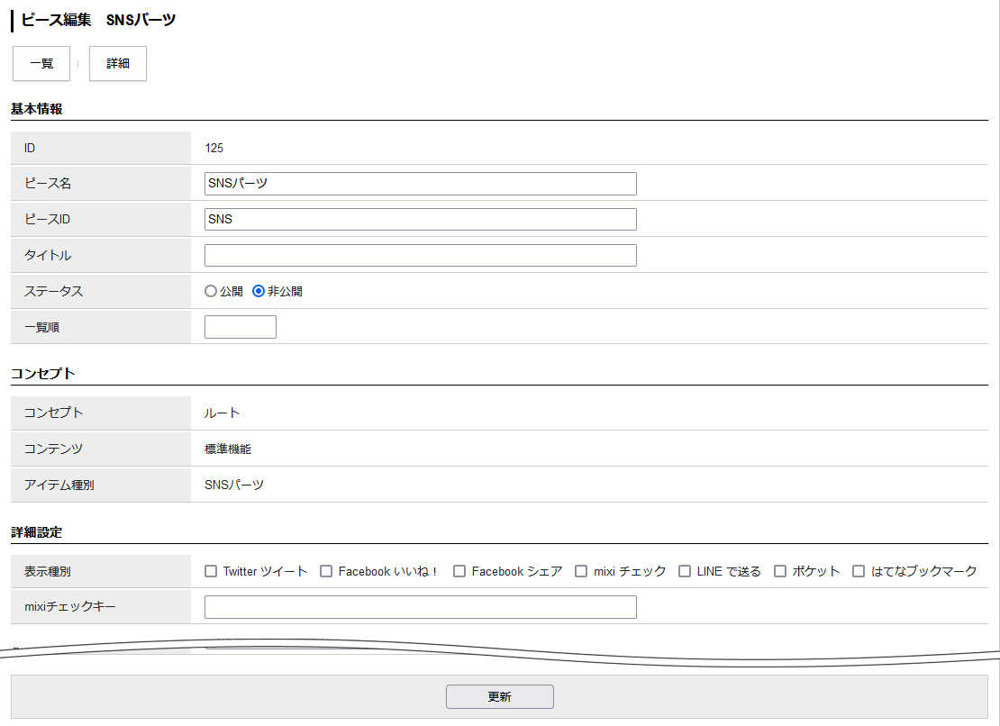 ピース編集　SNSパーツ
一覧 詳細
基本情報
ID 125
ピース名 SNSパーツ
ピースID SNS
タイトル
ステータス 公開 非公開
一覧順
コンセプト
コンセプト ルート
コンテンツ 標準機能
アイテム種別 SNSパーツ
詳細設定
表示種別 Twitter ツイート Facebook いいね！ Facebook シェア mixi チェック LINE で送る ポケット はてなブックマーク
mixiチェックキー
更新